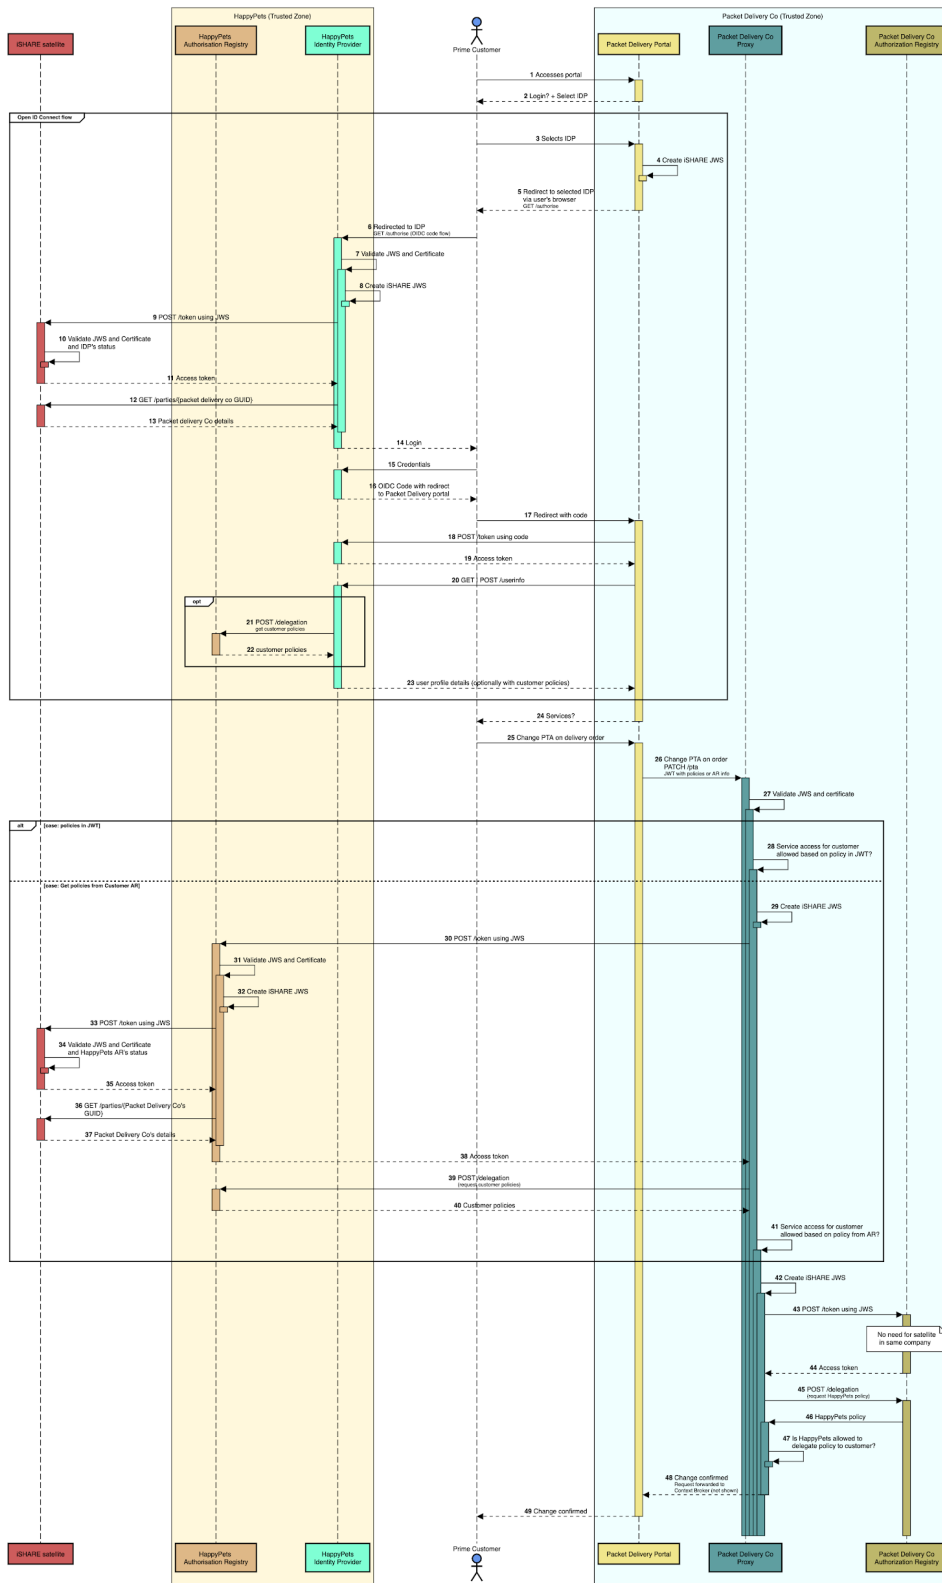 HappyPets (Trusted Zone)
Packet Delivery Co (Trusted Zone)
iSHARE satellite
HappyPets
Authorisation Registry
HappyPets
Identity Provider
Prime Customer
Packet Delivery Portal
Packet Delivery Co
Proxy
Packet Delivery Co
Authorization Registry
1 Accesses portal
2 Login? + Select IDP
Open ID Connect flow
3 Selects IDP
4 Create iSHARE JWS
5 Redirect to selected IDP
via user's browser
GET /authorise
6 Redirected to IDP
GET /authorise (OIDC code flow)
7 Validate JWS and Certificate
8 Create iSHARE JWS
9 POST /token using JWS
10 Validate JWS and Certificate
and IDP's status
11 Access token
12 GET /parties/{packet delivery co GUID}
13 Packet delivery Co details
14 Login
15 Credentials
16 OIDC Code with redirect
to Packet Delivery portal
17 Redirect with code
18 POST /token using code
19 Access token
20 GET / POST /userinfo
opt
21 POST /delegation
get customer policies
22 customer policies
23 user profile details (optionally with customer policies)
24 Services?
25 Change PTA on delivery order
26 Change PTA on order
PATCH /pta
JWT with policies or AR info
27 Validate JWS and certificate
alt
[case: policies in JWT]
28 Service access for customer
allowed based on policy in JWT?
[case: Get policies from Customer AR]
29 Create iSHARE JWS
30 POST /token using JWS
31 Validate JWS and Certificate
32 Create iSHARE JWS
33 POST /token using JWS
34 Validate JWS and Certificate
and HappyPets AR's status
35 Access token
36 GET /parties/{Packet Delivery Co's
GUID}
37 Packet Delivery Co's details
38 Access token
39 POST /delegation
(request customer policies)
40 Customer policies
41 Service access for customer
allowed based on policy from AR?
42 Create iSHARE JWS
43 POST /token using JWS
No need for satellite
in same company
44 Access token
45 POST /delegation
(request HappyPets policy)
46 HappyPets policy
47 Is HappyPets allowed to
delegate policy to customer?
48 Change confirmed
Request forwarded to
Context Broker (not shown)
49 Change confirmed
iSHARE satellite
HappyPets
Authorisation Registry
HappyPets
Identity Provider
Prime Customer
Packet Delivery Portal
Packet Delivery Co
Proxy
Packet Delivery Co
Authorization Registry